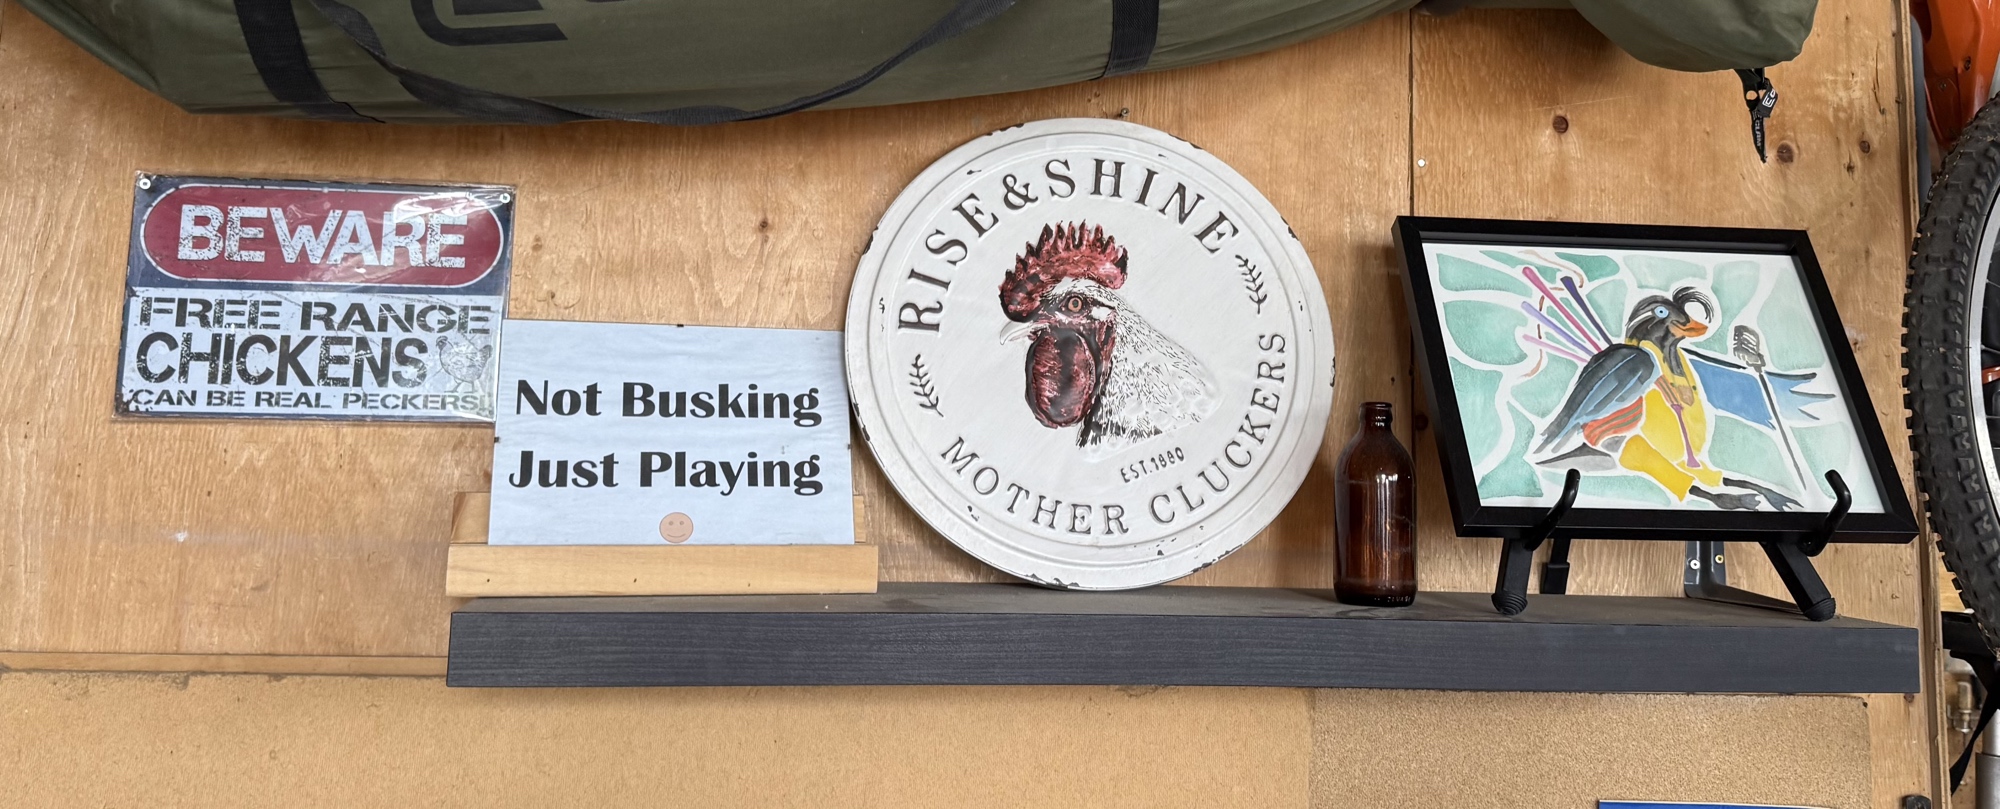 BEWARE
FREE RANGE
CHICKENS
CAN BE REAL PECKERS!
Not Busking
Just Playing
RISE & SHINE
EST. 1880
MOTHER CLUCKERS